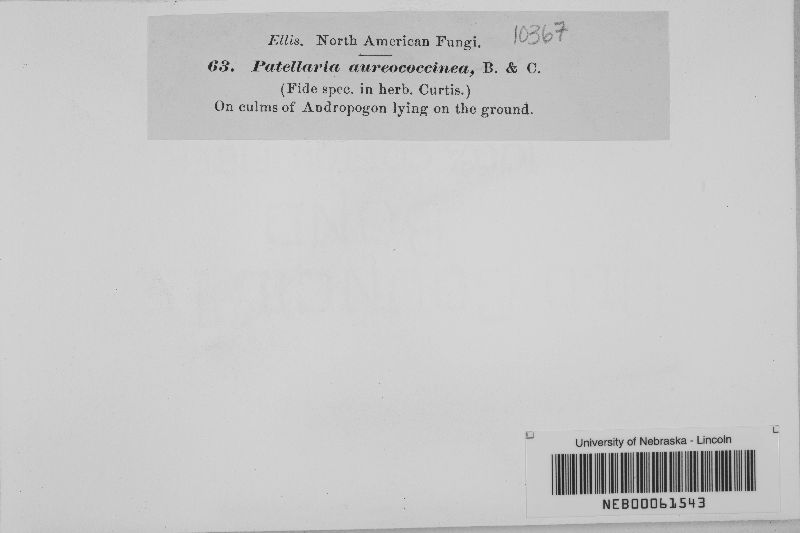 Ellis. North American Fungi.
10367
63. Patellaria aureococcinea, B. & C.
(Fide spec. in herb. Curtis.)
On culms of Andropogon lying on the ground.
University of Nebraska - Lincoln
NEB00061543